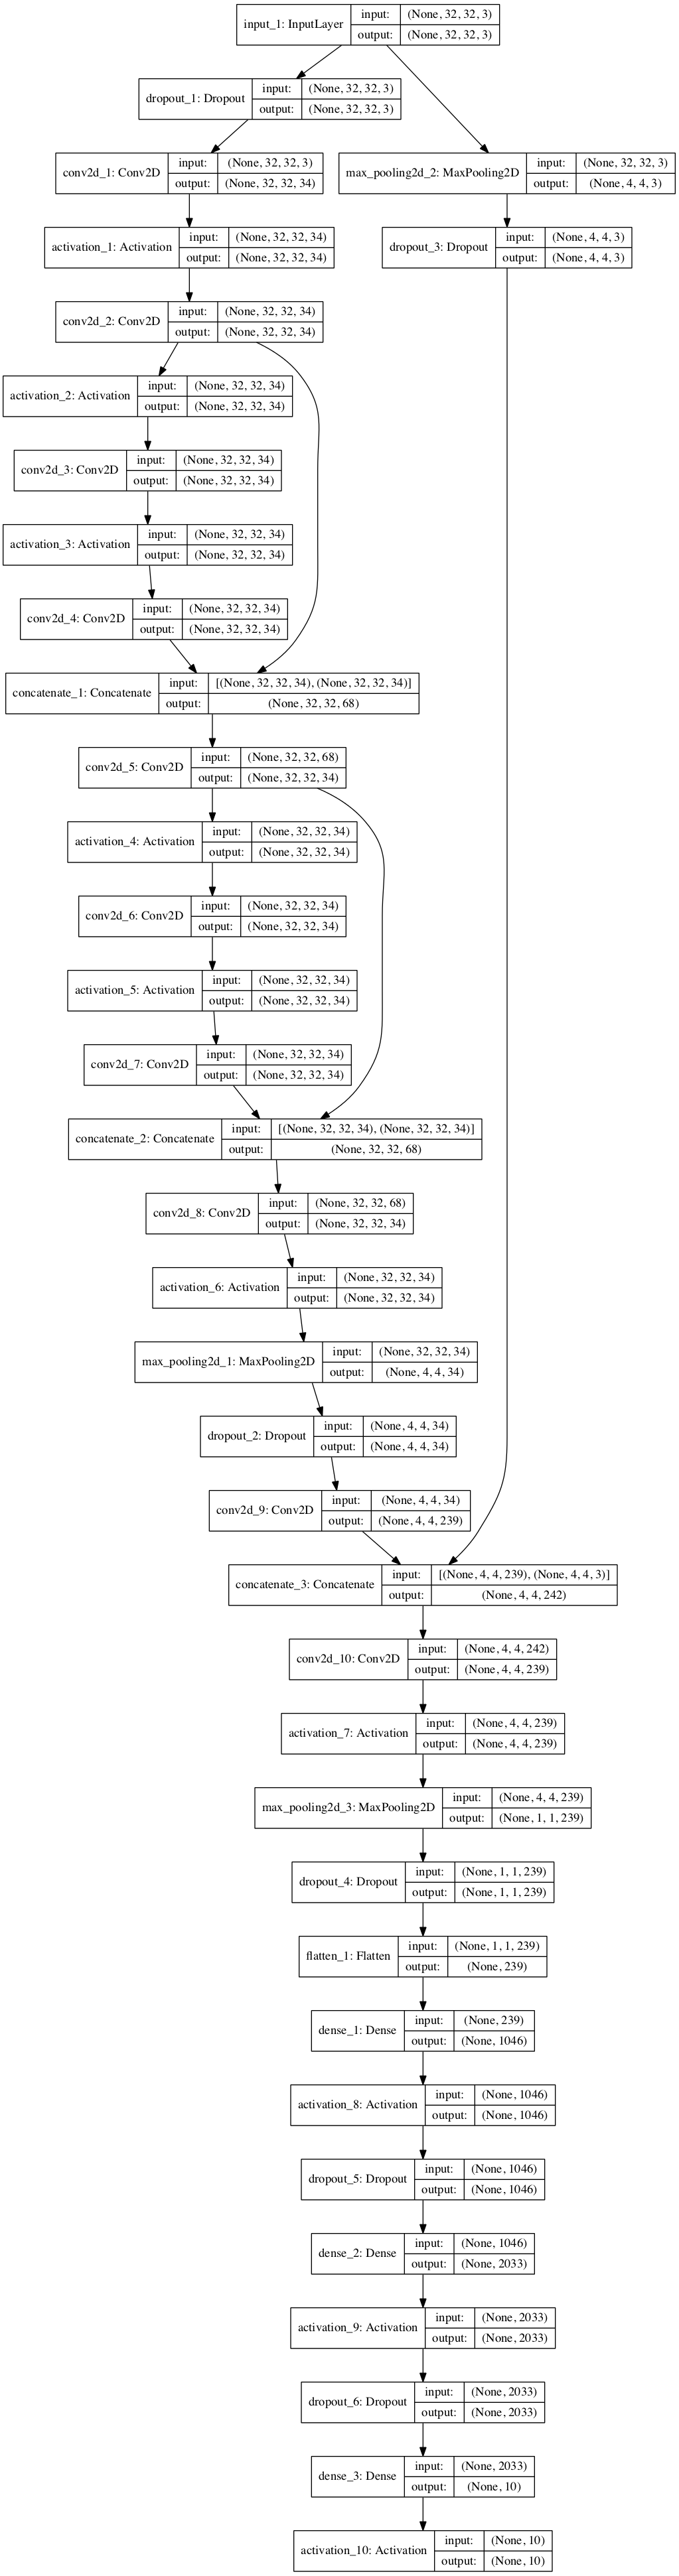 input_1: InputLayer
input: (None, 32, 32, 3)
output: (None, 32, 32, 3)
dropout_1: Dropout
input: (None, 32, 32, 3)
output: (None, 32, 32, 3)
conv2d_1: Conv2D
input: (None, 32, 32, 3)
output: (None, 32, 32, 34)
max_pooling2d_2: MaxPooling2D
input: (None, 32, 32, 3)
output: (None, 4, 4, 3)
activation_1: Activation
input: (None, 32, 32, 34)
output: (None, 32, 32, 34)
dropout_3: Dropout
input: (None, 4, 4, 3)
output: (None, 4, 4, 3)
conv2d_2: Conv2D
input: (None, 32, 32, 34)
output: (None, 32, 32, 34)
activation_2: Activation
input: (None, 32, 32, 34)
output: (None, 32, 32, 34)
conv2d_3: Conv2D
input: (None, 32, 32, 34)
output: (None, 32, 32, 34)
activation_3: Activation
input: (None, 32, 32, 34)
output: (None, 32, 32, 34)
conv2d_4: Conv2D
input: (None, 32, 32, 34)
output: (None, 32, 32, 34)
concatenate_1: Concatenate
input: [(None, 32, 32, 34), (None, 32, 32, 34)]
output: (None, 32, 32, 68)
conv2d_5: Conv2D
input: (None, 32, 32, 68)
output: (None, 32, 32, 34)
activation_4: Activation
input: (None, 32, 32, 34)
output: (None, 32, 32, 34)
conv2d_6: Conv2D
input: (None, 32, 32, 34)
output: (None, 32, 32, 34)
activation_5: Activation
input: (None, 32, 32, 34)
output: (None, 32, 32, 34)
conv2d_7: Conv2D
input: (None, 32, 32, 34)
output: (None, 32, 32, 34)
concatenate_2: Concatenate
input: [(None, 32, 32, 34), (None, 32, 32, 34)]
output: (None, 32, 32, 68)
conv2d_8: Conv2D
input: (None, 32, 32, 68)
output: (None, 32, 32, 34)
activation_6: Activation
input: (None, 32, 32, 34)
output: (None, 32, 32, 34)
max_pooling2d_1: MaxPooling2D
input: (None, 32, 32, 34)
output: (None, 4, 4, 34)
dropout_2: Dropout
input: (None, 4, 4, 34)
output: (None, 4, 4, 34)
conv2d_9: Conv2D
input: (None, 4, 4, 34)
output: (None, 4, 4, 239)
concatenate_3: Concatenate
input: [(None, 4, 4, 239), (None, 4, 4, 3)]
output: (None, 4, 4, 242)
conv2d_10: Conv2D
input: (None, 4, 4, 242)
output: (None, 4, 4, 239)
activation_7: Activation
input: (None, 4, 4, 239)
output: (None, 4, 4, 239)
max_pooling2d_3: MaxPooling2D
input: (None, 4, 4, 239)
output: (None, 1, 1, 239)
dropout_4: Dropout
input: (None, 1, 1, 239)
output: (None, 1, 1, 239)
flatten_1: Flatten
input: (None, 1, 1, 239)
output: (None, 239)
dense_1: Dense
input: (None, 239)
output: (None, 1046)
activation_8: Activation
input: (None, 1046)
output: (None, 1046)
dropout_5: Dropout
input: (None, 1046)
output: (None, 1046)
dense_2: Dense
input: (None, 1046)
output: (None, 2033)
activation_9: Activation
input: (None, 2033)
output: (None, 2033)
dropout_6: Dropout
input: (None, 2033)
output: (None, 2033)
dense_3: Dense
input: (None, 2033)
output: (None, 10)
activation_10: Activation
input: (None, 10)
output: (None, 10)